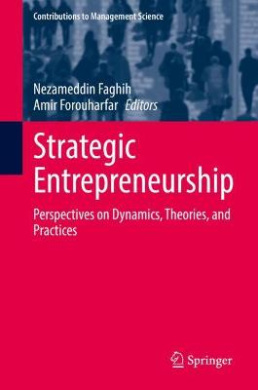 Contributions to Management Science
Nezameddin Faghih
Amir Forouharfar Editors
Strategic
Entrepreneurship
Perspectives on Dynamics, Theories, and
Practices
Springer